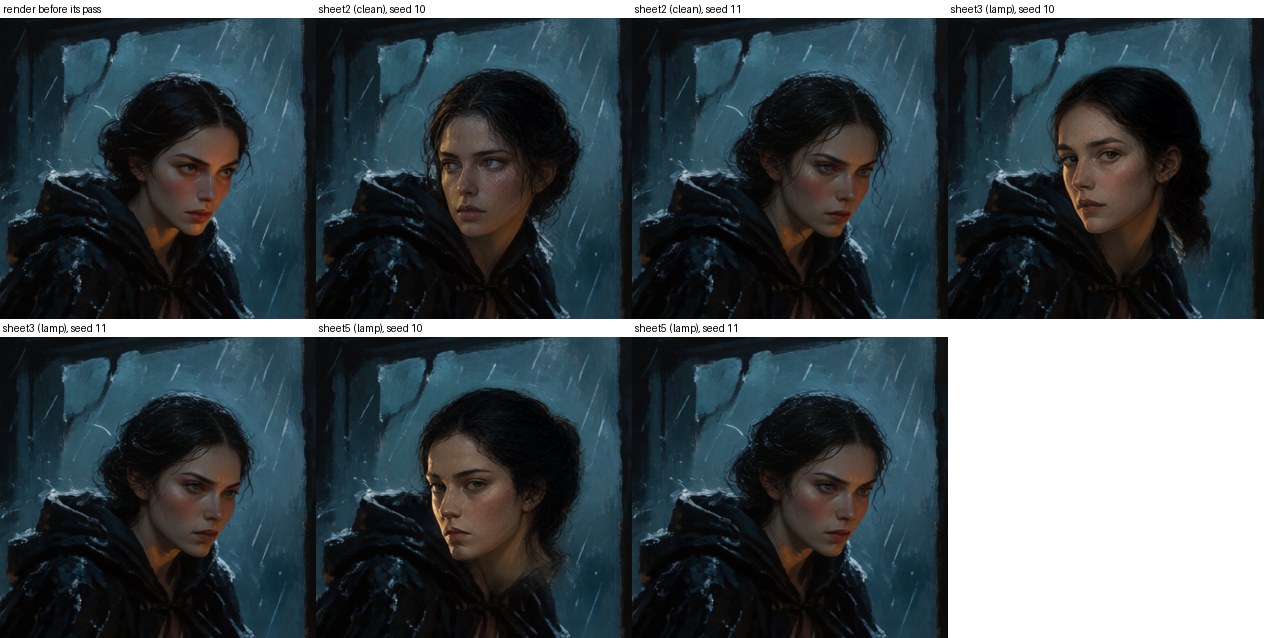 render before its pass
sheet2 (clean), seed 10
sheet2 (clean), seed 11
sheet3 (lamp), seed 10
sheet3 (lamp), seed 11
sheet5 (lamp), seed 10
sheet5 (lamp), seed 11